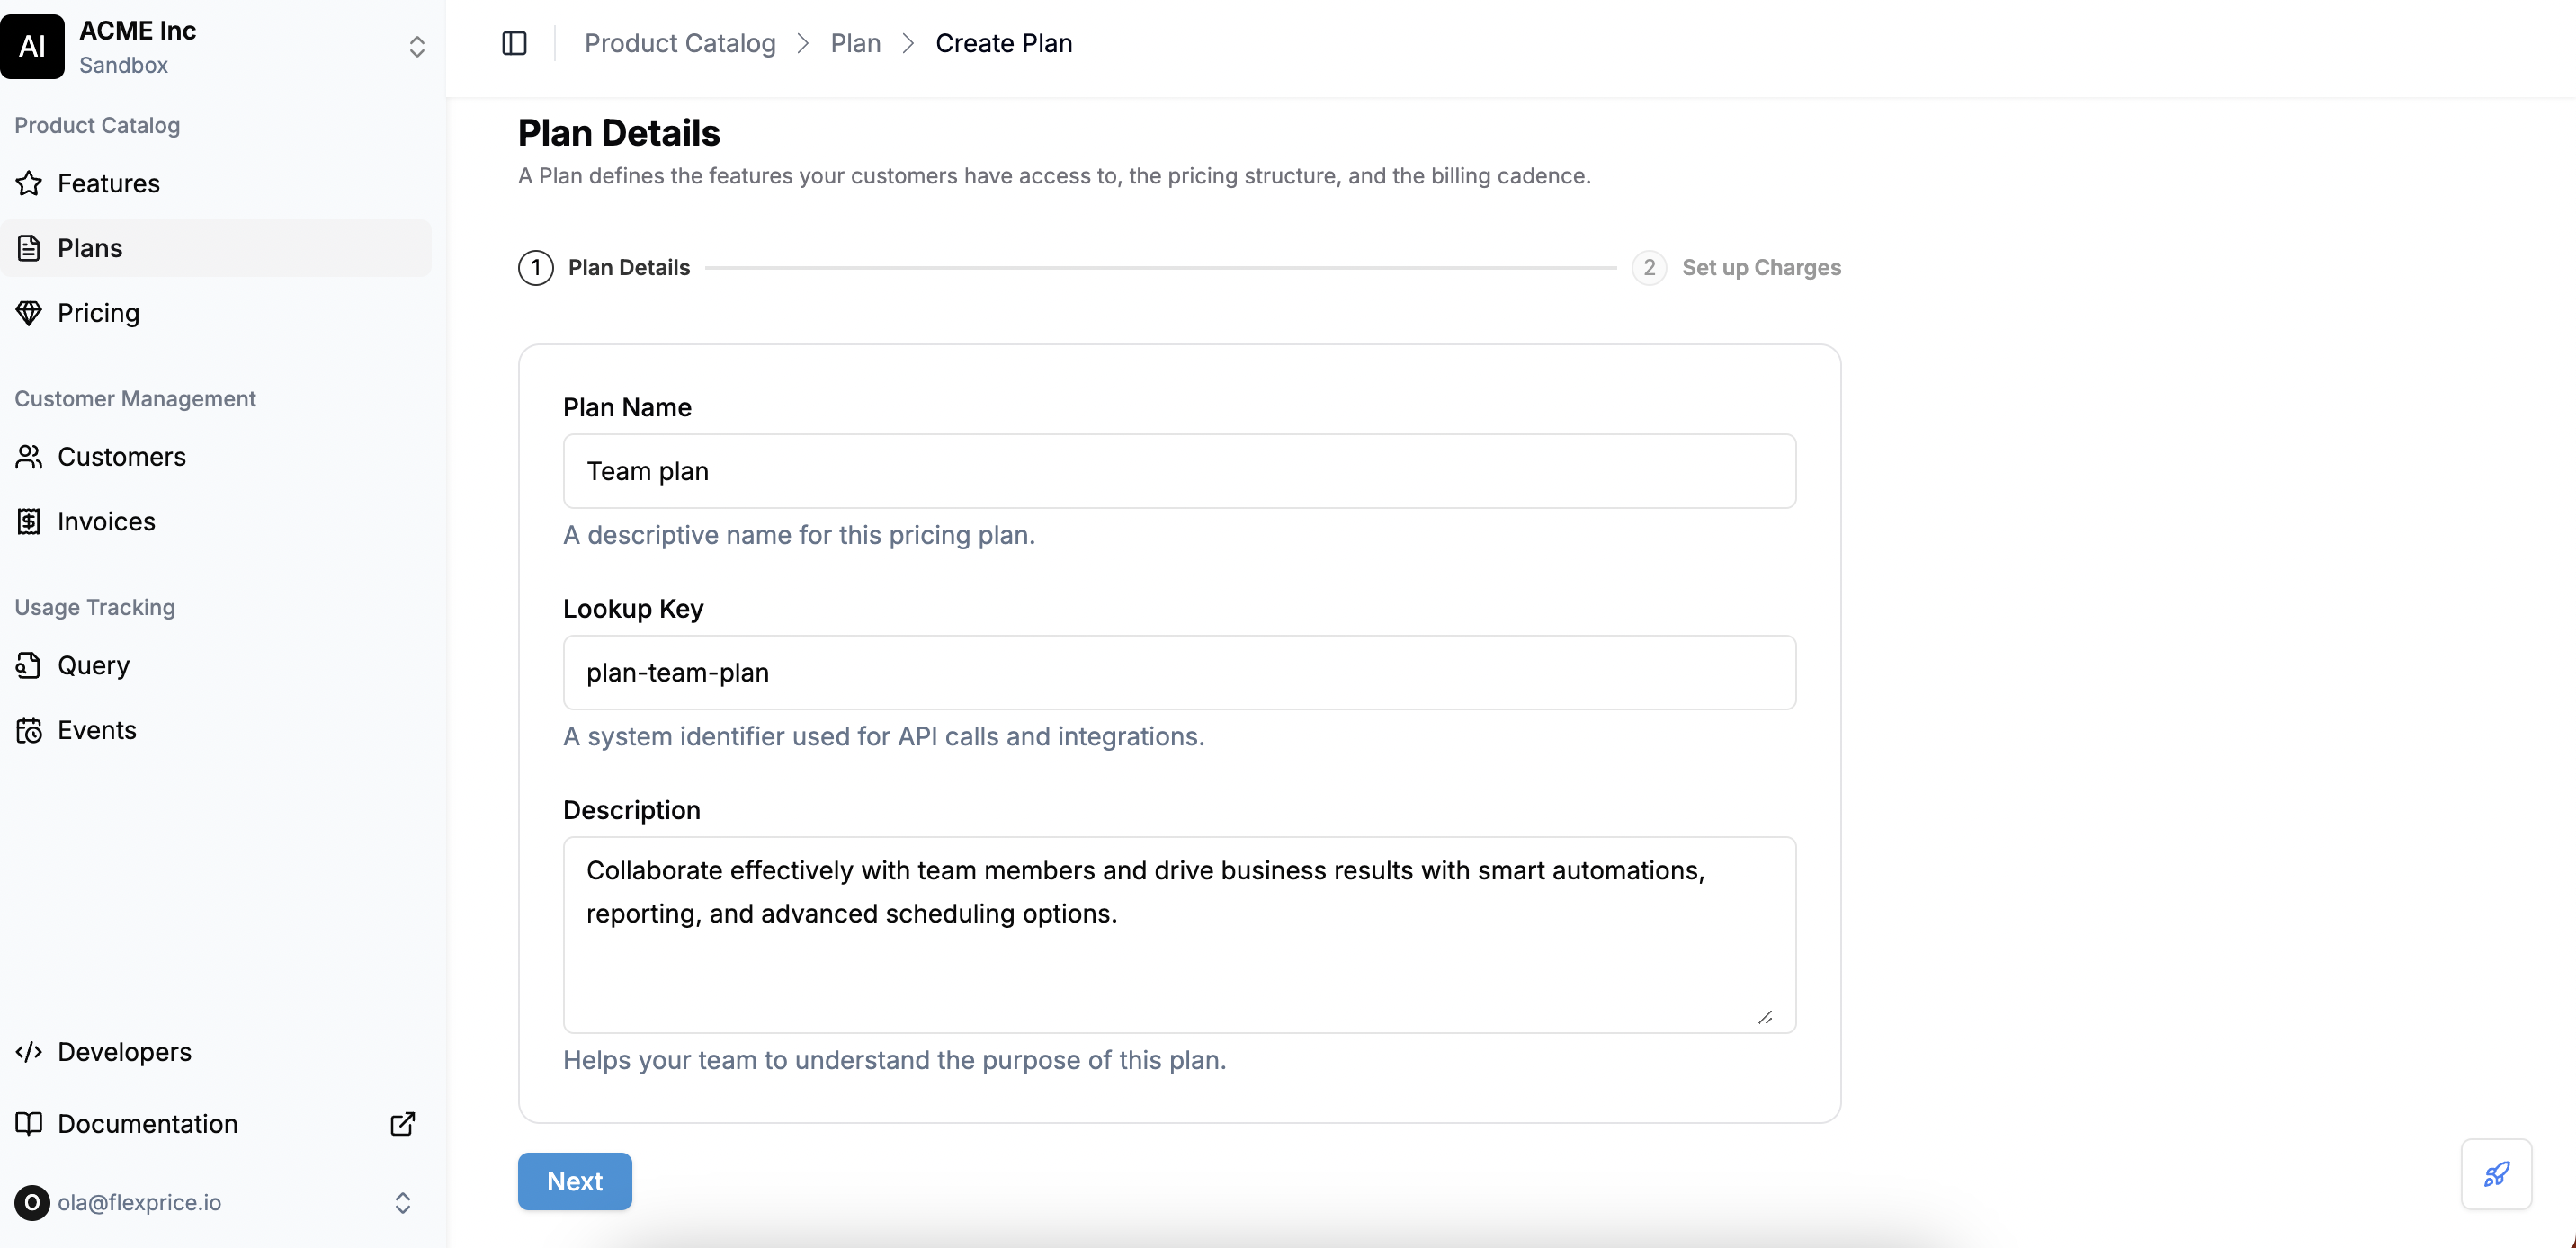 AI
ACME Inc
Sandbox
Product Catalog
Features
Plans
Pricing
Customer Management
Customers
Invoices
Usage Tracking
Query
Events
Developers
Documentation
O
ola@flexprice.io
Product Catalog
Plan
Create Plan
Plan Details
A Plan defines the features your customers have access to, the pricing structure, and the billing cadence.
1 Plan Details
2 Set up Charges
Plan Name
Team plan
A descriptive name for this pricing plan.
Lookup Key
plan-team-plan
A system identifier used for API calls and integrations.
Description
Collaborate effectively with team members and drive business results with smart automations,
reporting, and advanced scheduling options.
Helps your team to understand the purpose of this plan.
Next